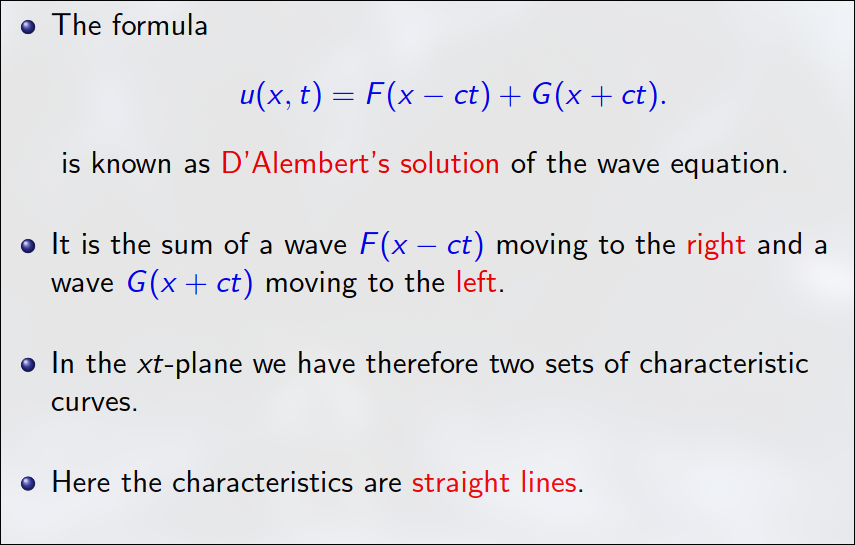 The formula
u(x, t) = F(x − ct) + G(x + ct).
is known as D'Alembert's solution of the wave equation.
It is the sum of a wave F(x − ct) moving to the right and a
wave G(x + ct) moving to the left.
In the xt-plane we have therefore two sets of characteristic
curves.
Here the characteristics are straight lines.